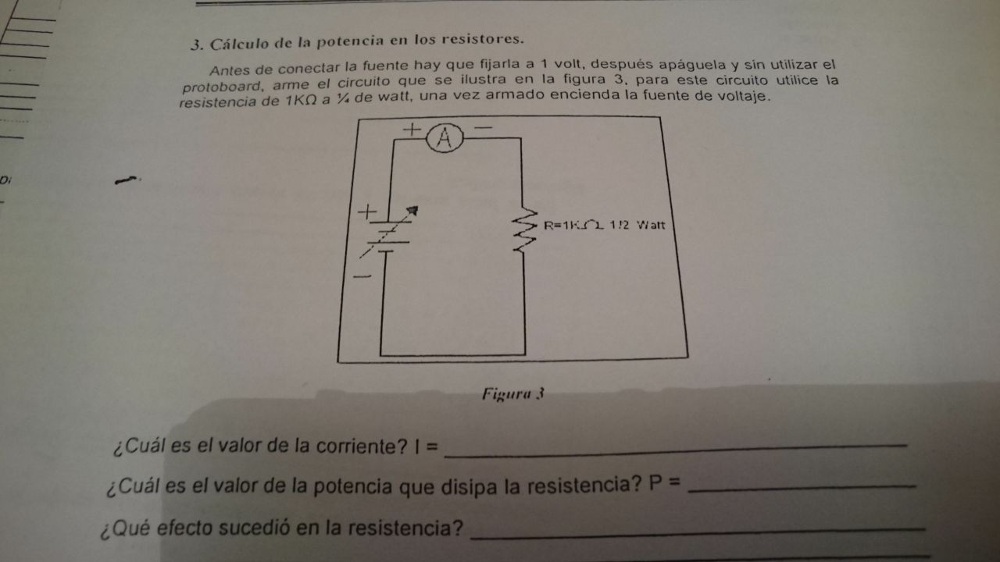 3. Cálculo de la potencia en los resistores.
Antes de conectar la fuente hay que fijarla a 1 volt, después apáguela y sin utilizar el
protoboard, arme el circuito que se ilustra en la figura 3, para este circuito utilice la
resistencia de 1KΩ a ¼ de watt, una vez armado encienda la fuente de voltaje.
+ A −
+
R=1KΩ 1/2 Watt
−
Figura 3
¿Cuál es el valor de la corriente? I =
¿Cuál es el valor de la potencia que disipa la resistencia? P =
¿Qué efecto sucedió en la resistencia?